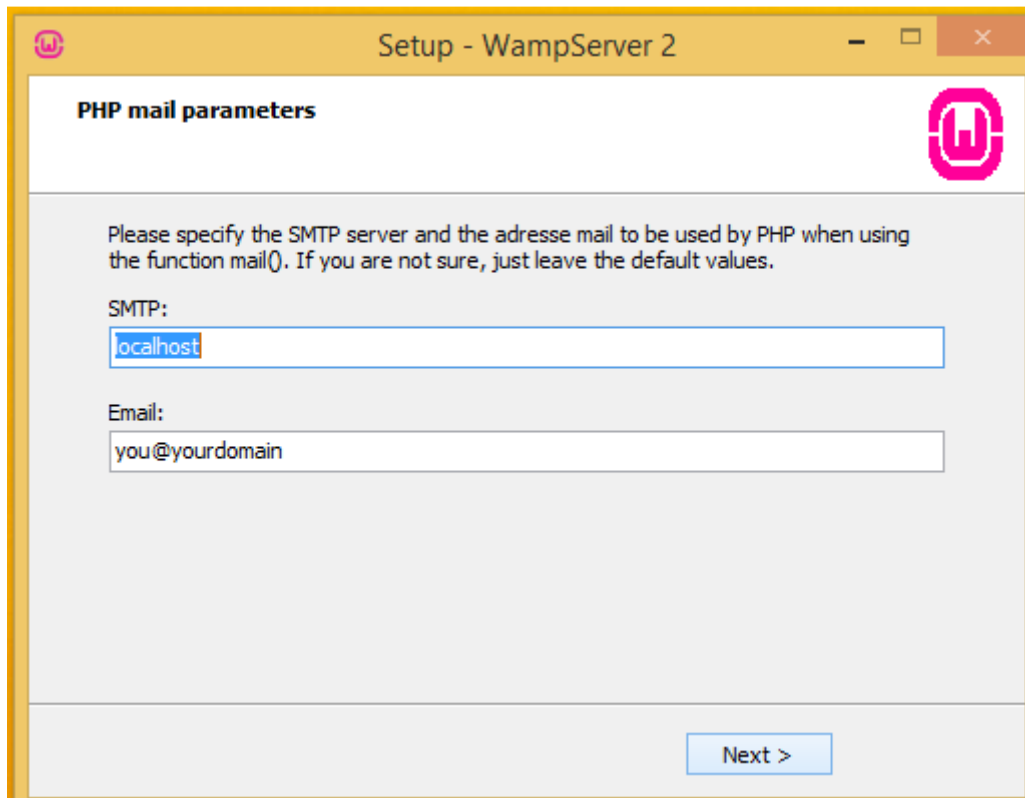 Setup - WampServer 2
PHP mail parameters
Please specify the SMTP server and the adresse mail to be used by PHP when using
the function mail(). If you are not sure, just leave the default values.
SMTP:
localhost
Email:
you@yourdomain
Next >